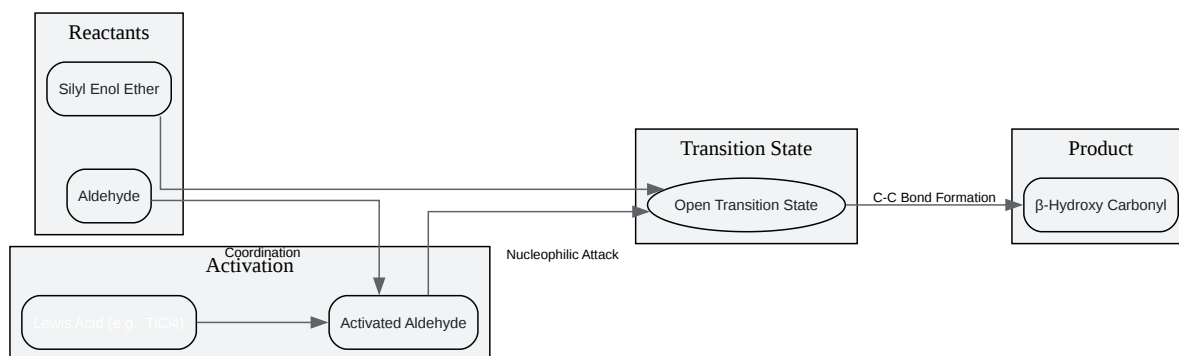 Reactants
Silyl Enol Ether
Aldehyde
Coordination
Activation
Lewis Acid (e.g., TiCl4)
Activated Aldehyde
Nucleophilic Attack
Transition State
Open Transition State
C-C Bond Formation
Product
β-Hydroxy Carbonyl